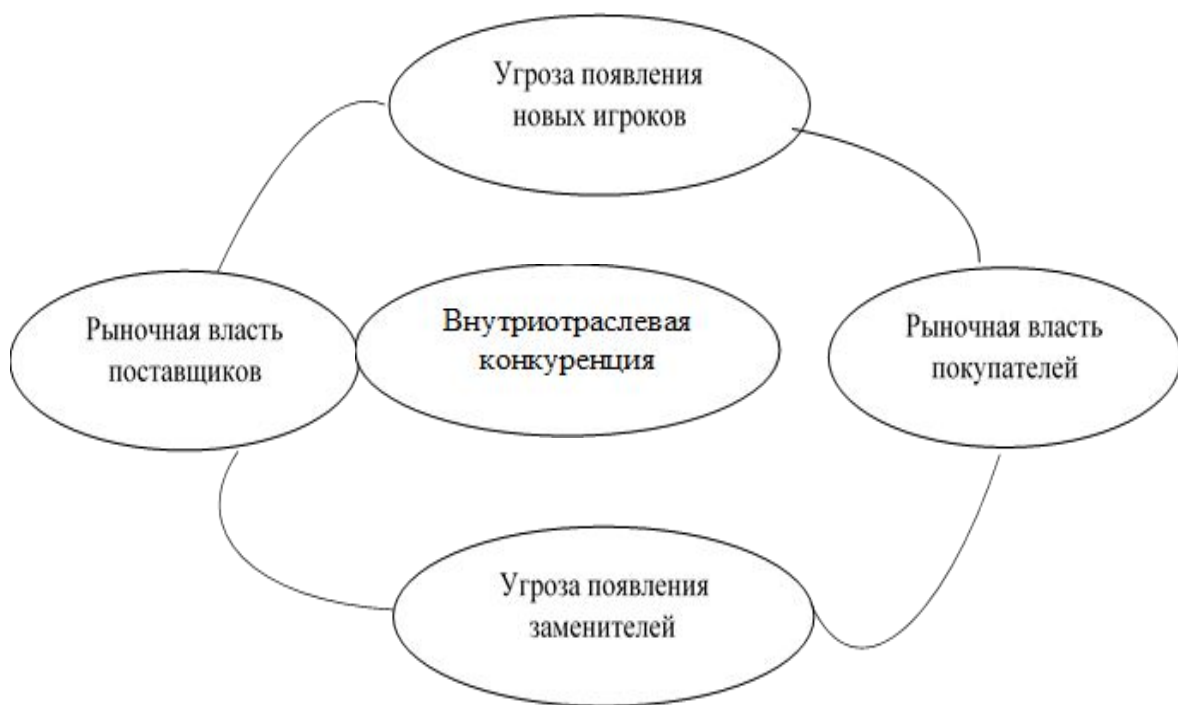 Угроза появления
новых игроков
Рыночная власть
поставщиков
Внутриотраслевая
конкуренция
Рыночная власть
покупателей
Угроза появления
заменителей